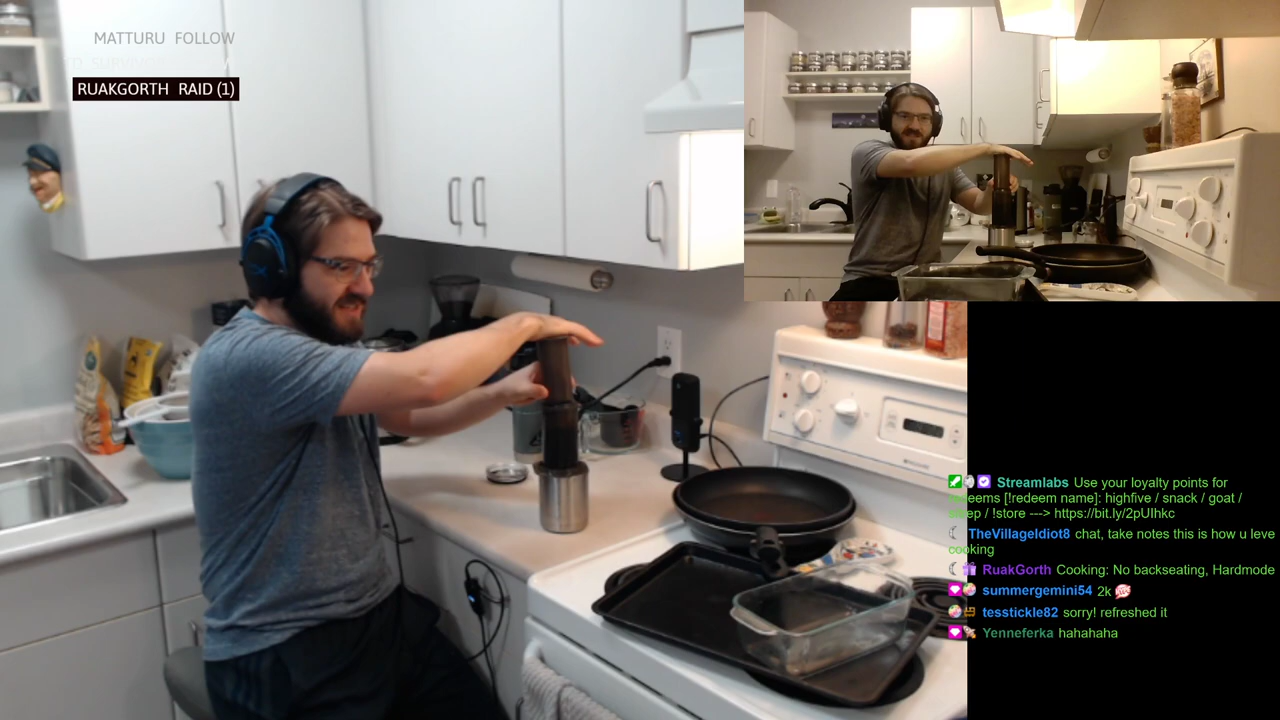 MATTURU FOLLOW
RUAKGORTH RAID (1)
Streamlabs Use your loyalty points for
redeems [!redeem name]: highfive / snack / goat /
sleep / !store ---> https://bit.ly/2pUIhkc
TheVillageIdiot8 chat, take notes this is how u leve
cooking
RuakGorth Cooking: No backseating, Hardmode
summergemini54 2k
tesstickle82 sorry! refreshed it
Yenneferka hahahaha